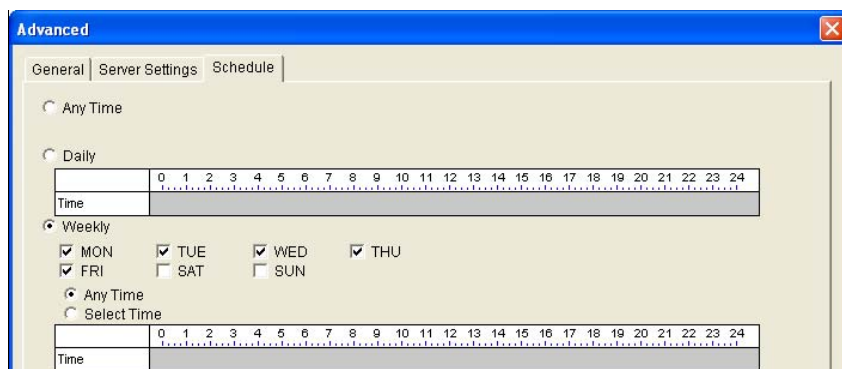 Advanced
General Server Settings Schedule
Any Time
Daily
0 1 2 3 4 5 6 7 8 9 10 11 12 13 14 15 16 17 18 19 20 21 22 23 24
Time
Weekly
MON TUE WED THU
FRI SAT SUN
Any Time
Select Time
0 1 2 3 4 5 6 7 8 9 10 11 12 13 14 15 16 17 18 19 20 21 22 23 24
Time